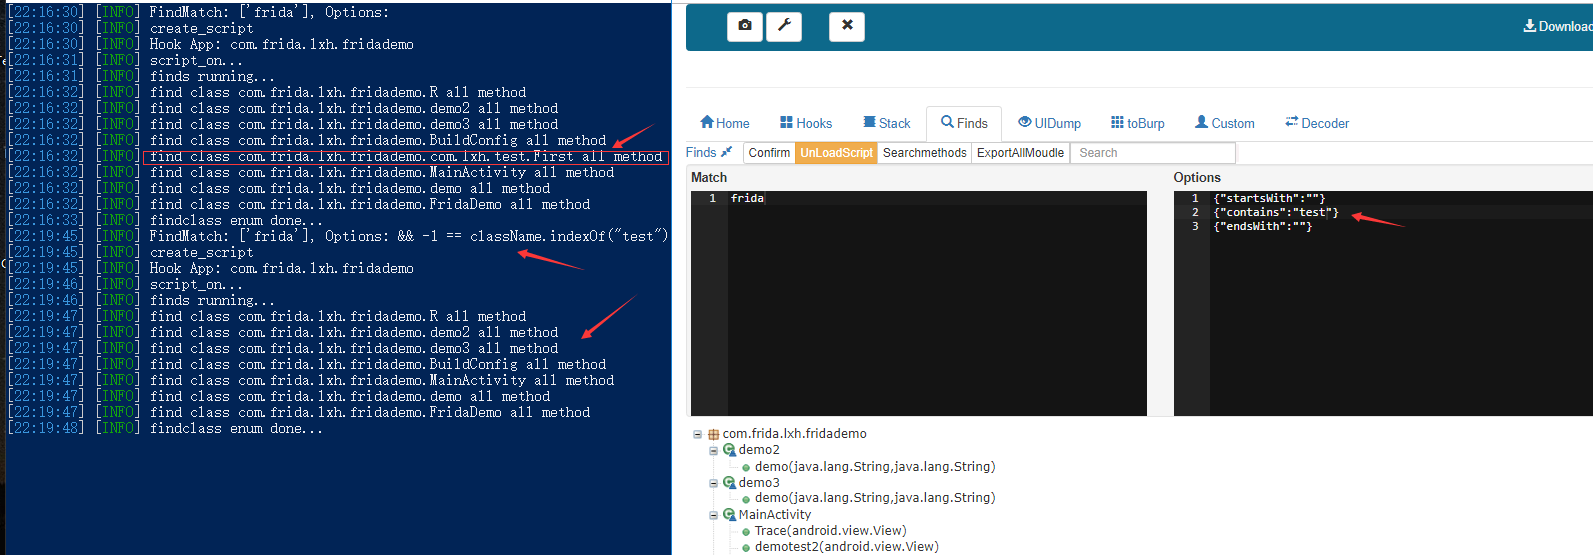 [22:16:30] [INFO] FindMatch: ['frida'], Options:
[22:16:30] [INFO] create_script
[22:16:30] [INFO] Hook App: com.frida.lxh.fridademo
[22:16:31] [INFO] script_on...
[22:16:31] [INFO] finds running...
[22:16:32] [INFO] find class com.frida.lxh.fridademo.R all method
[22:16:32] [INFO] find class com.frida.lxh.fridademo.demo2 all method
[22:16:32] [INFO] find class com.frida.lxh.fridademo.demo3 all method
[22:16:32] [INFO] find class com.frida.lxh.fridademo.BuildConfig all method
[22:16:32] [INFO] find class com.frida.lxh.fridademo.com.lxh.test.First all method
[22:16:32] [INFO] find class com.frida.lxh.fridademo.MainActivity all method
[22:16:32] [INFO] find class com.frida.lxh.fridademo.demo all method
[22:16:32] [INFO] find class com.frida.lxh.fridademo.FridaDemo all method
[22:16:33] [INFO] findclass enum done...
[22:19:45] [INFO] FindMatch: ['frida'], Options: && -1 == className.indexOf("test")
[22:19:45] [INFO] create_script
[22:19:45] [INFO] Hook App: com.frida.lxh.fridademo
[22:19:46] [INFO] script_on...
[22:19:46] [INFO] finds running...
[22:19:47] [INFO] find class com.frida.lxh.fridademo.R all method
[22:19:47] [INFO] find class com.frida.lxh.fridademo.demo2 all method
[22:19:47] [INFO] find class com.frida.lxh.fridademo.demo3 all method
[22:19:47] [INFO] find class com.frida.lxh.fridademo.BuildConfig all method
[22:19:47] [INFO] find class com.frida.lxh.fridademo.MainActivity all method
[22:19:47] [INFO] find class com.frida.lxh.fridademo.demo all method
[22:19:47] [INFO] find class com.frida.lxh.fridademo.FridaDemo all method
[22:19:48] [INFO] findclass enum done...
Download
Home Hooks Stack Finds UIDump toBurp Custom Decoder
Finds Confirm UnLoadScript Searchmethods ExportAllMoudle Search
Match
1 frida
Options
1 {"startsWith":""}
2 {"contains":"test"}
3 {"endsWith":""}
com.frida.lxh.fridademo
demo2
demo(java.lang.String,java.lang.String)
demo3
demo(java.lang.String,java.lang.String)
MainActivity
Trace(android.view.View)
demotest2(android.view.View)